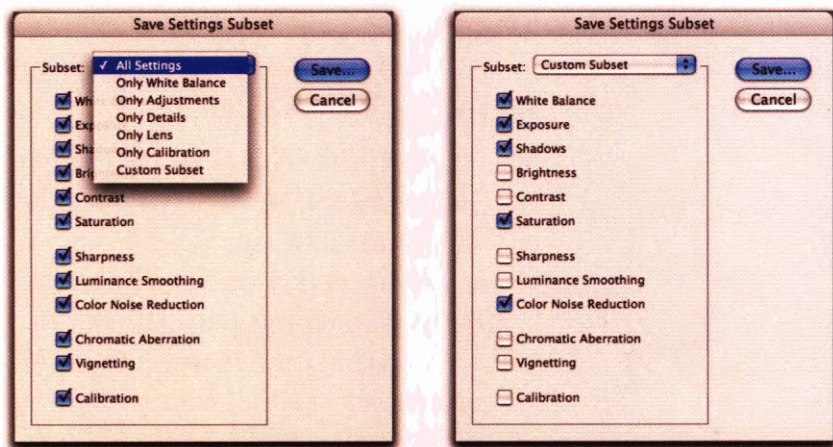 Save Settings Subset
Subset:
✓ All Settings
Only White Balance
Only Adjustments
Only Details
Only Lens
Only Calibration
Custom Subset
Contrast
Saturation
Sharpness
Luminance Smoothing
Color Noise Reduction
Chromatic Aberration
Vignetting
Calibration
Save...
Cancel
Save Settings Subset
Subset: Custom Subset
White Balance
Exposure
Shadows
Brightness
Contrast
Saturation
Sharpness
Luminance Smoothing
Color Noise Reduction
Chromatic Aberration
Vignetting
Calibration
Save...
Cancel